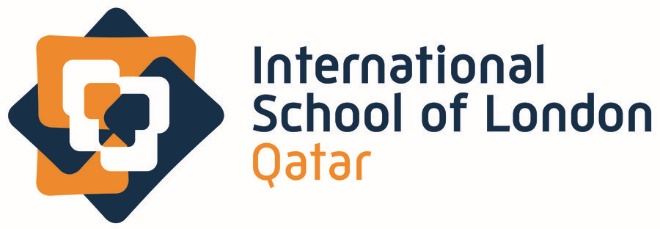 International
School of London
Qatar